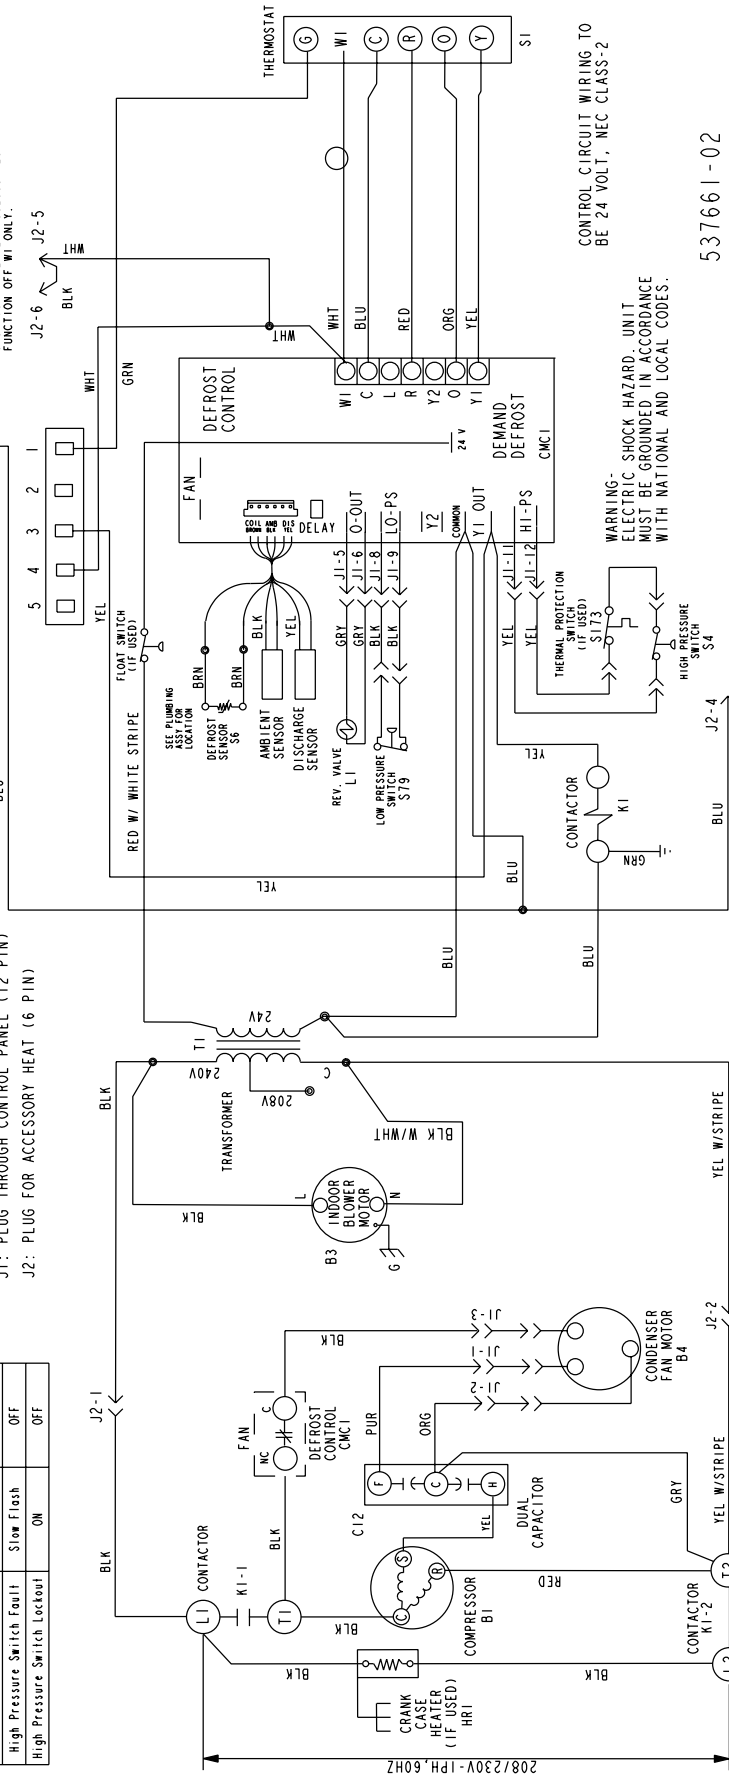 High Pressure Switch Fault Slow Flash OFF
High Pressure Switch Lockout ON OFF
J1: PLUG THROUGH CONTROL PANEL (12 PIN)
J2: PLUG FOR ACCESSORY HEAT (6 PIN)
FUNCTION OFF W1 ONLY.
J2-6
J2-5
BLK
WHT
5
4
3
2
1
WHT
GRN
YEL
THERMOSTAT
G
W1
C
R
O
Y
S1
CONTROL CIRCUIT WIRING TO
BE 24 VOLT, NEC CLASS-2
537661-02
WARNING-
ELECTRIC SHOCK HAZARD. UNIT
MUST BE GROUNDED IN ACCORDANCE
WITH NATIONAL AND LOCAL CODES.
WHT
WHT
BLU
RED
ORG
YEL
DEFROST
CONTROL
W1
C
L
R
Y2
O
Y1
24 V
DEMAND
DEFROST
CMC1
FAN
COIL AMB DIS
BROWN BLK YEL
DELAY
O-OUT
LO-PS
Y2
COMMON
Y1 OUT
HI-PS
J1-5
J1-6
J1-8
J1-9
J1-11
J1-12
GRY
GRY
BLK
BLK
YEL
YEL
FLOAT SWITCH
(IF USED)
RED W/ WHITE STRIPE
SEE PLUMBING
ASSY FOR
LOCATION
DEFROST
SENSOR
S6
BRN
BRN
BLK
YEL
AMBIENT
SENSOR
DISCHARGE
SENSOR
REV. VALVE
L1
LOW PRESSURE
SWITCH
S79
THERMAL PROTECTION
SWITCH
(IF USED)
S173
HIGH PRESSURE
SWITCH
S4
YEL
CONTACTOR
K1
GRN
J2-4
BLU
YEL
BLU
BLU
BLU
BLU
24V
T1
240V
208V
C
TRANSFORMER
BLK
BLK
BLK W/WHT
L
N
INDOOR
BLOWER
MOTOR
B3
G
YEL W/STRIPE
J2-1
J2-2
BLK
FAN
NC
C
DEFROST
CONTROL
CMC1
BLK
PUR
ORG
J1-3
J1-1
J1-2
CONDENSER
FAN MOTOR
B4
C12
F
C
H
DUAL
CAPACITOR
YEL
GRY
YEL W/STRIPE
BLK
L1
CONTACTOR
K1-1
T1
BLK
S
R
C
COMPRESSOR
B1
RED
CONTACTOR
K1-2
BLK
BLK
CRANK
CASE
HEATER
(IF USED)
HR1
208/230V-1PH,60HZ